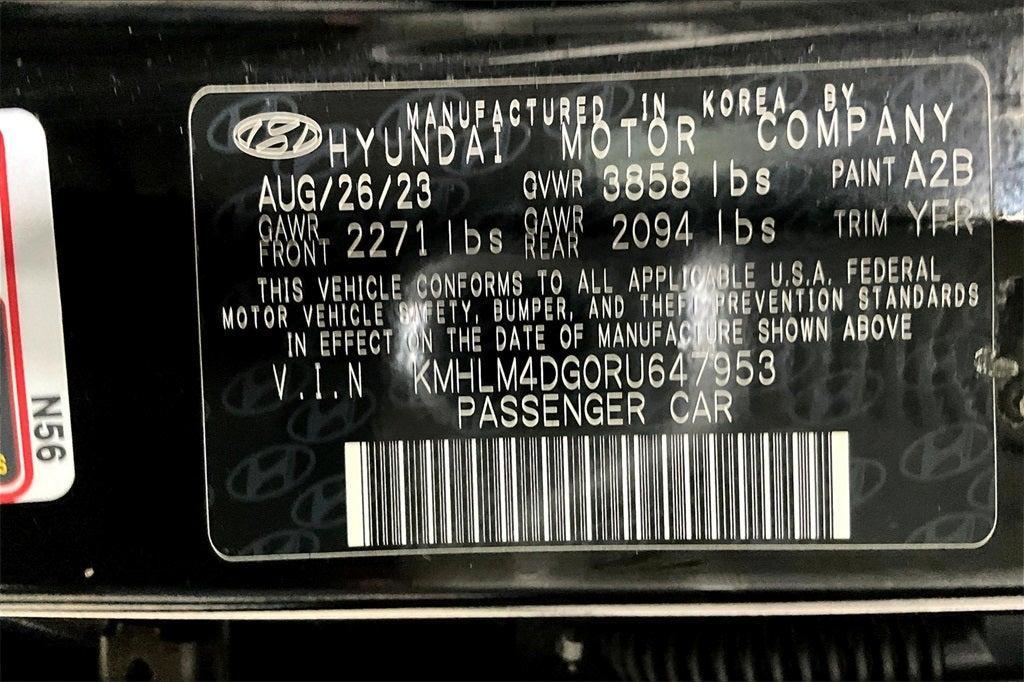 MANUFACTURED IN KOREA BY
HYUNDAI MOTOR COMPANY
AUG/26/23 GVWR 3858 lbs PAINT A2B
GAWR FRONT 2271 lbs GAWR REAR 2094 lbs TRIM YFR
THIS VEHICLE CONFORMS TO ALL APPLICABLE U.S.A. FEDERAL
MOTOR VEHICLE SAFETY, BUMPER, AND THEFT PREVENTION STANDARDS
IN EFFECT ON THE DATE OF MANUFACTURE SHOWN ABOVE
V.I.N KMHLM4DG0RU647953
PASSENGER CAR
N56